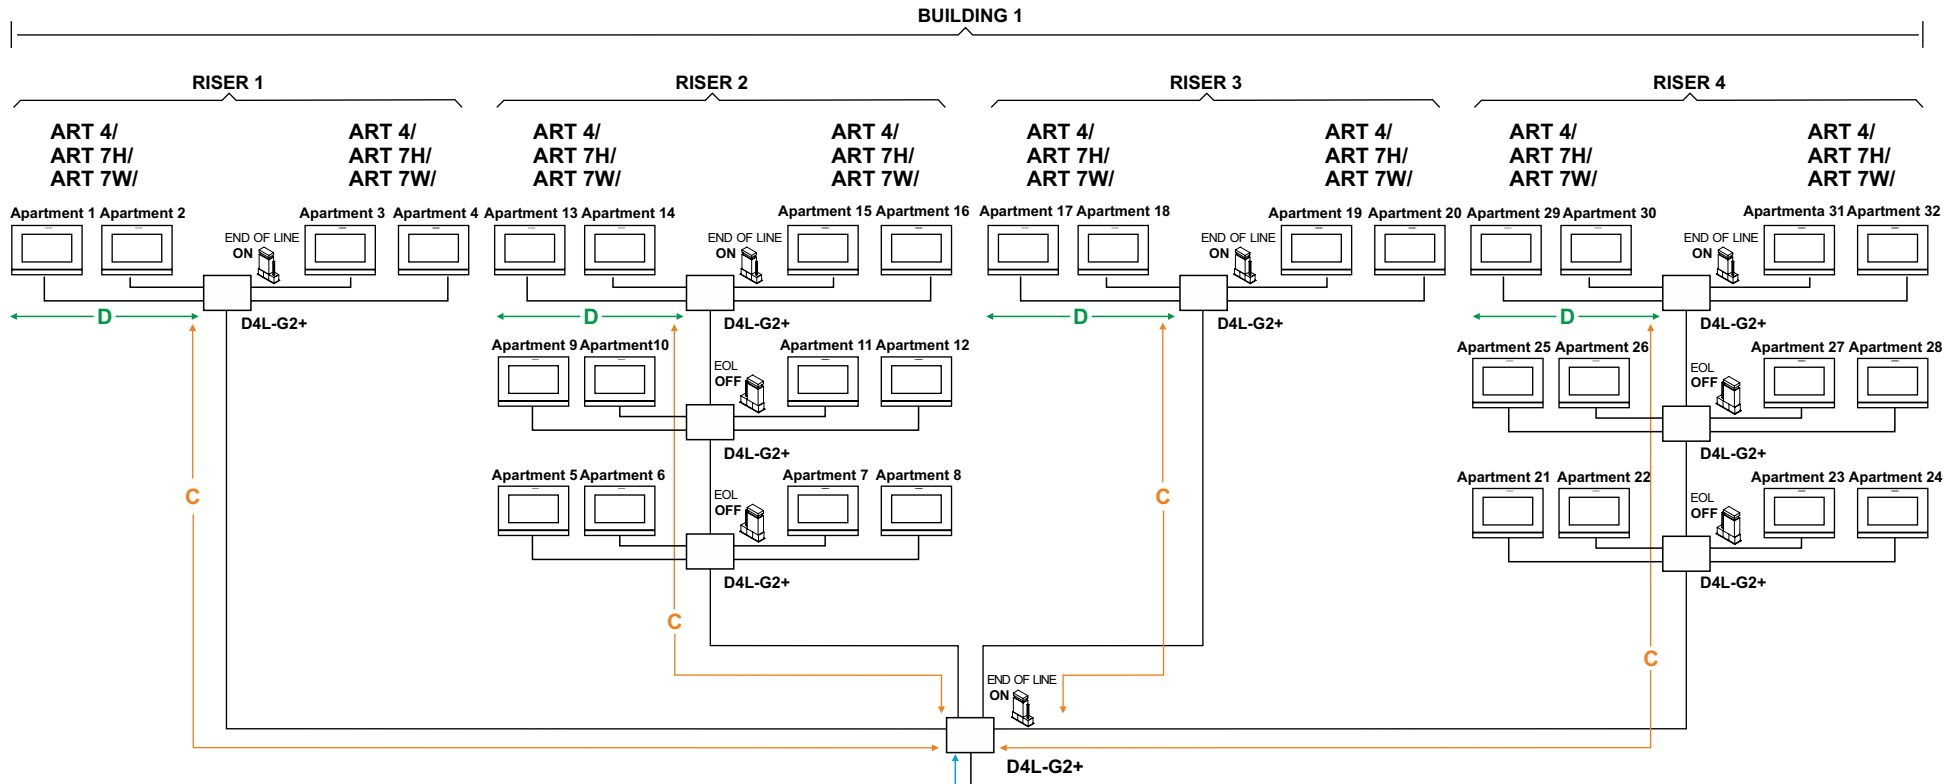 BUILDING 1
RISER 1
RISER 2
RISER 3
RISER 4
ART 4/
ART 7H/
ART 7W/
ART 4/
ART 7H/
ART 7W/
ART 4/
ART 7H/
ART 7W/
ART 4/
ART 7H/
ART 7W/
ART 4/
ART 7H/
ART 7W/
ART 4/
ART 7H/
ART 7W/
ART 4/
ART 7H/
ART 7W/
ART 4/
ART 7H/
ART 7W/
Apartment 1 Apartment 2
Apartment 3 Apartment 4
END OF LINE
ON
D
D4L-G2+
C
Apartment 13 Apartment 14
Apartment 15 Apartment 16
END OF LINE
ON
D
D4L-G2+
Apartment 9 Apartment10
Apartment 11 Apartment 12
EOL
OFF
D4L-G2+
Apartment 5 Apartment 6
Apartment 7 Apartment 8
EOL
OFF
D4L-G2+
C
Apartment 17 Apartment 18
Apartment 19 Apartment 20
END OF LINE
ON
D
D4L-G2+
C
Apartment 29 Apartment 30
Apartmenta 31 Apartment 32
END OF LINE
ON
D
D4L-G2+
Apartment 25 Apartment 26
Apartment 27 Apartment 28
EOL
OFF
D4L-G2+
Apartment 21 Apartment 22
Apartment 23 Apartment 24
EOL
OFF
D4L-G2+
C
END OF LINE
ON
D4L-G2+